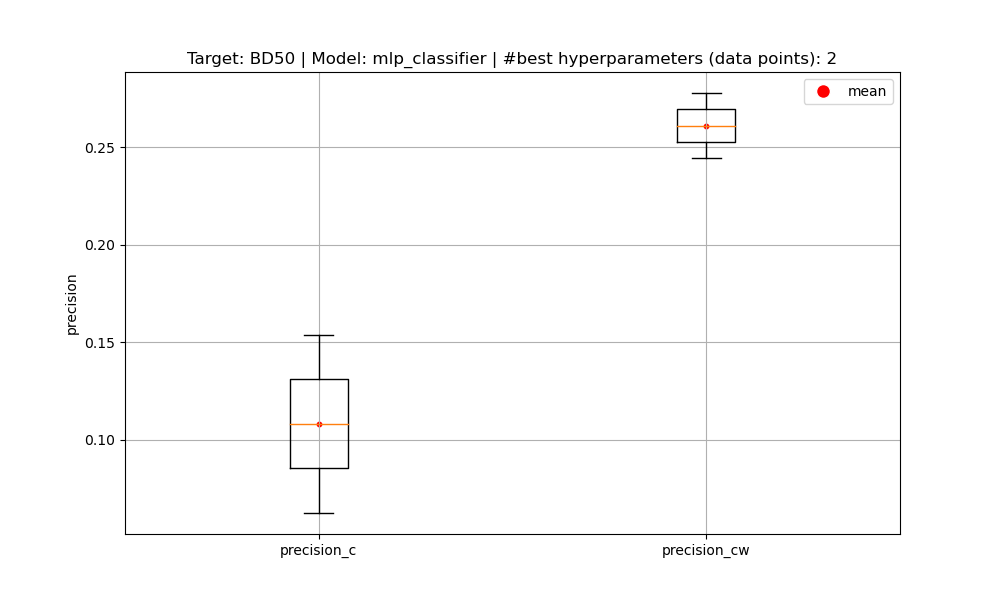 Target: BD50 | Model: mlp_classifier | #best hyperparameters (data points): 2
mean
0.25
0.20
0.15
0.10
precision
precision_c
precision_cw